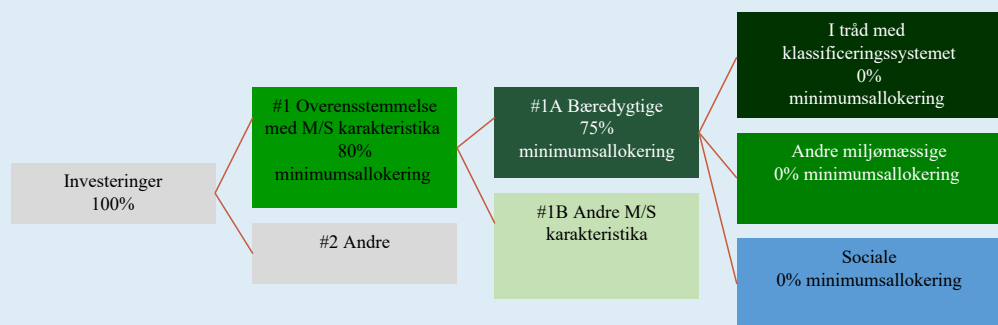 Investeringer
100%
#1 Overensstemmelse
med M/S karakteristika
80%
minimumsallokering
#2 Andre
#1A Bæredygtige
75%
minimumsallokering
#1B Andre M/S
karakteristika
I tråd med
klassificeringssystemet
0%
minimumsallokering
Andre miljømæssige
0% minimumsallokering
Sociale
0% minimumsallokering